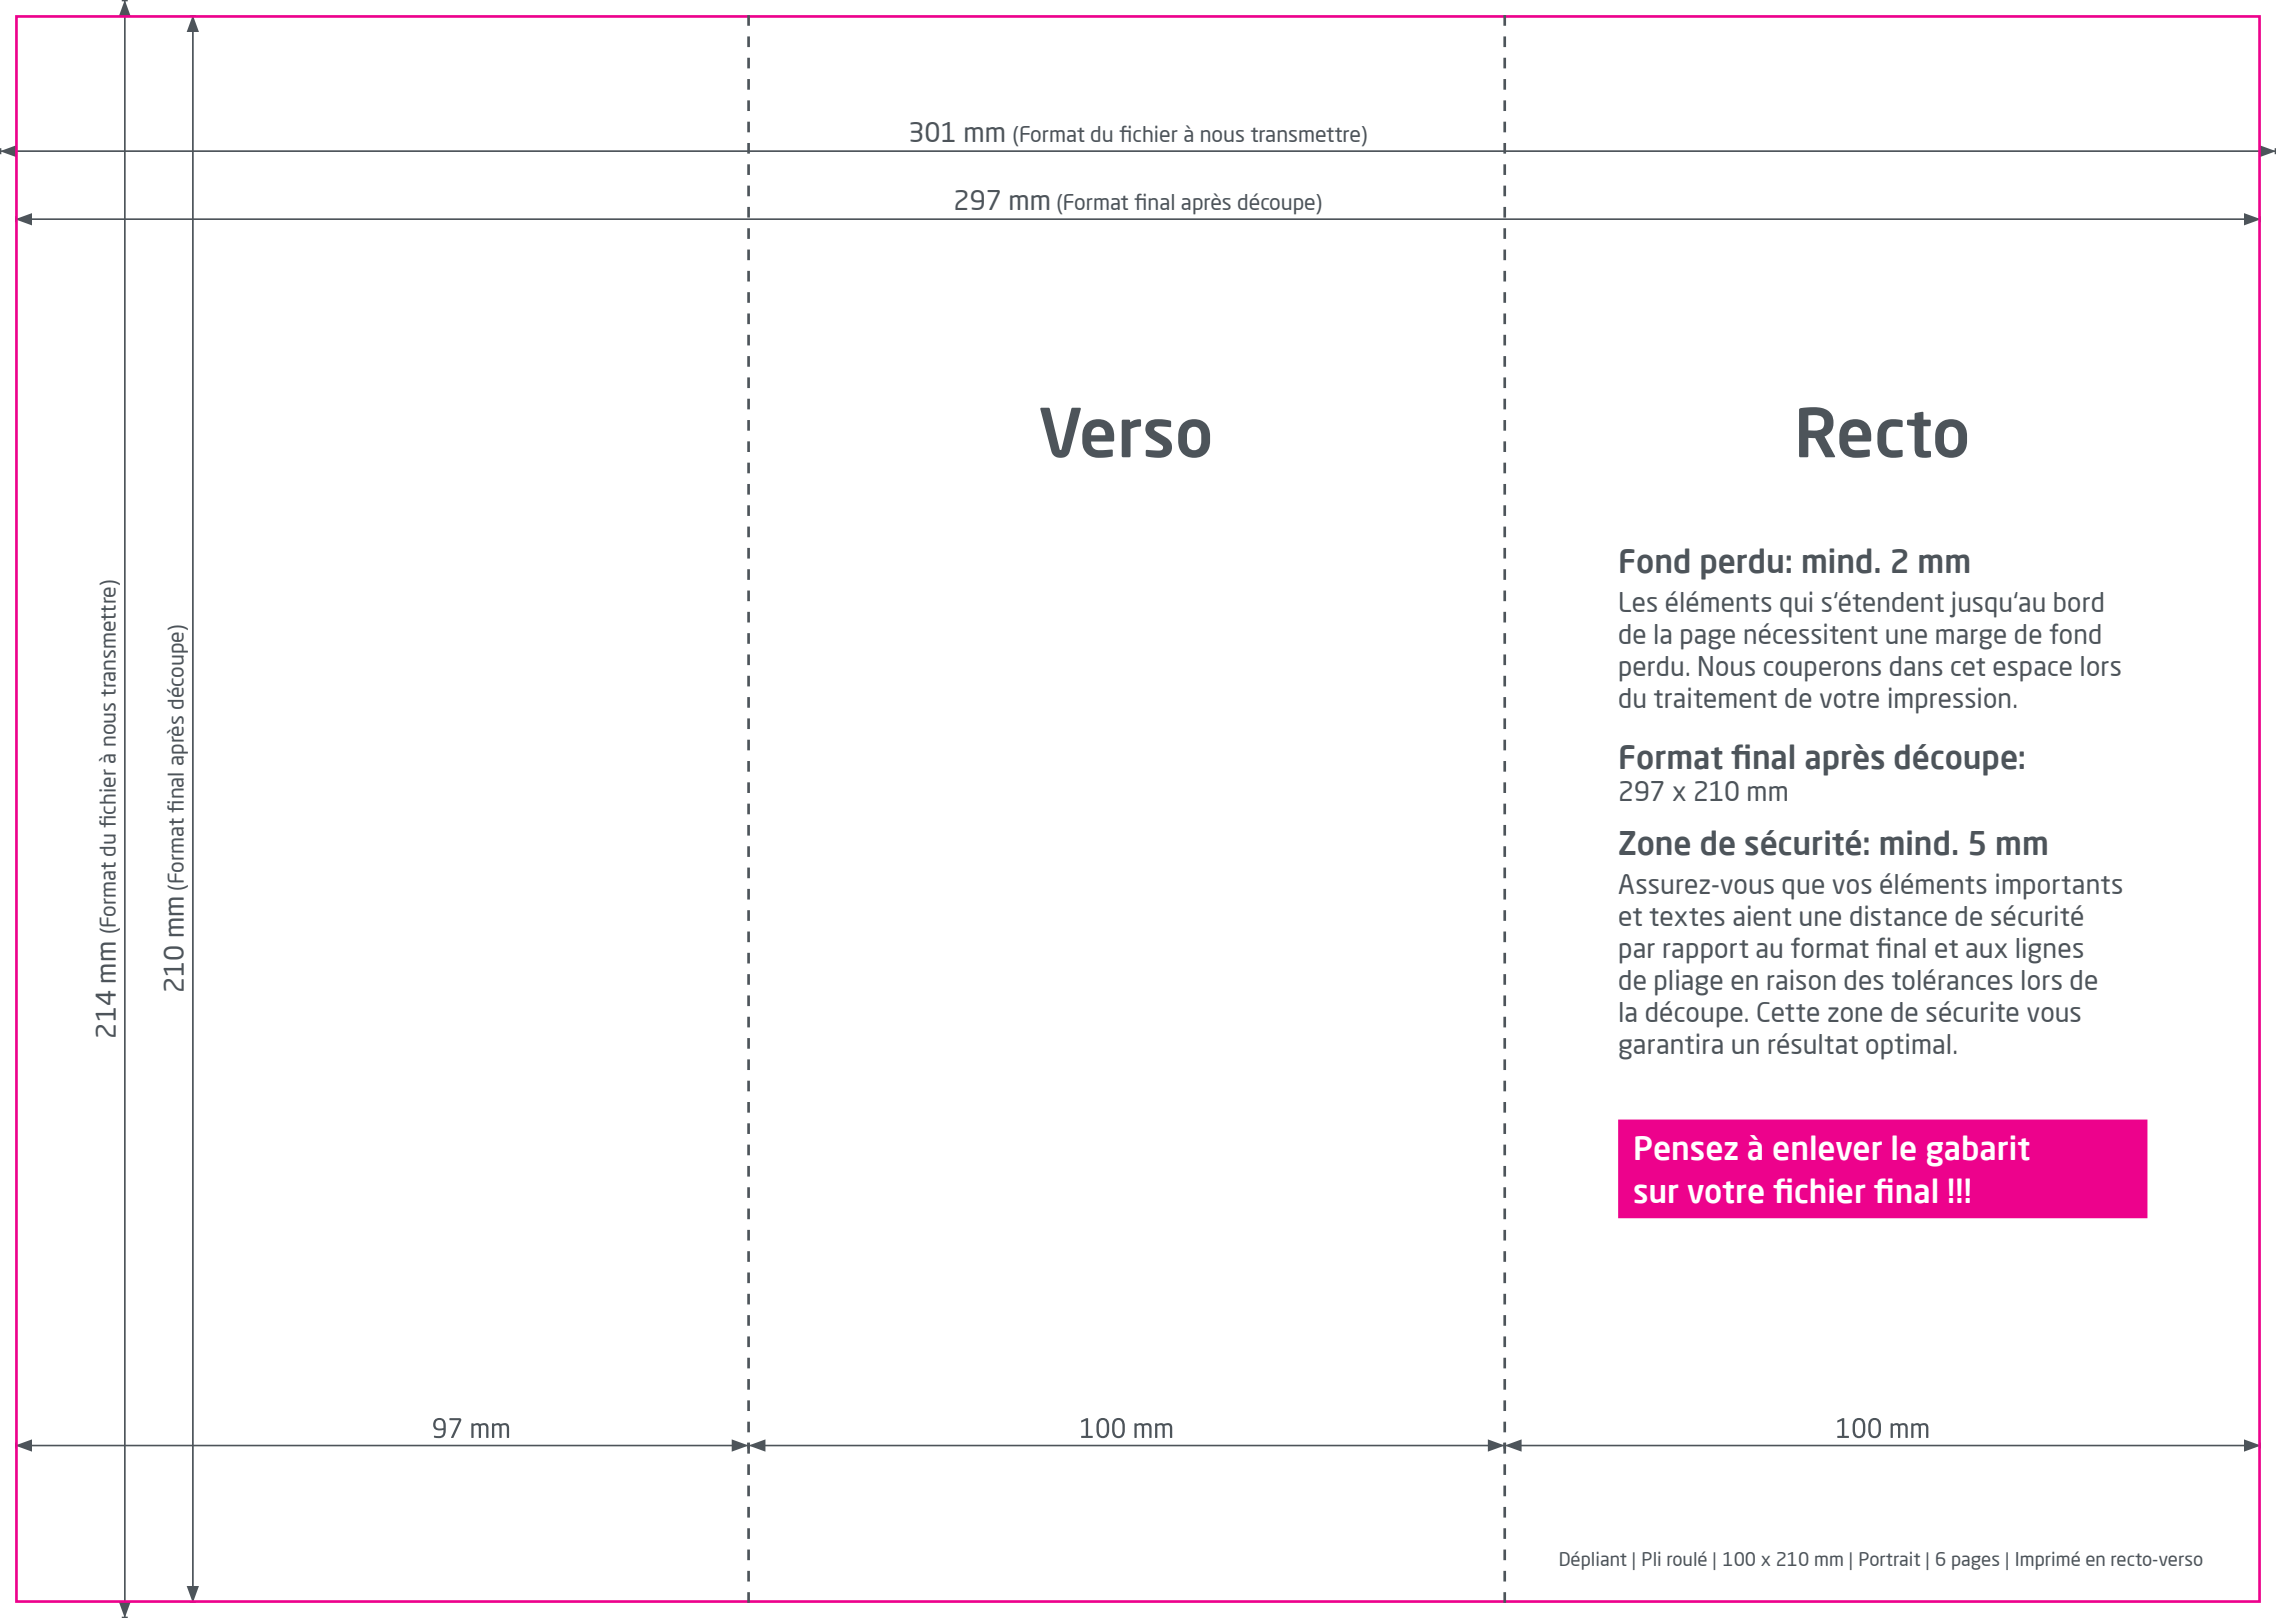 301 mm (Format du fichier à nous transmettre)
297 mm (Format final après découpe)
214 mm (Format du fichier à nous transmettre)
210 mm (Format final après découpe)
Verso
Recto
Fond perdu: mind. 2 mm
Les éléments qui s‘étendent jusqu‘au bord
de la page nécessitent une marge de fond
perdu. Nous couperons dans cet espace lors
du traitement de votre impression.
Format final après découpe:
297 x 210 mm
Zone de sécurité: mind. 5 mm
Assurez-vous que vos éléments importants
et textes aient une distance de sécurité
par rapport au format final et aux lignes
de pliage en raison des tolérances lors de
la découpe. Cette zone de sécurite vous
garantira un résultat optimal.
Pensez à enlever le gabarit
sur votre fichier final !!!
97 mm
100 mm
100 mm
Dépliant | Pli roulé | 100 x 210 mm | Portrait | 6 pages | Imprimé en recto-verso